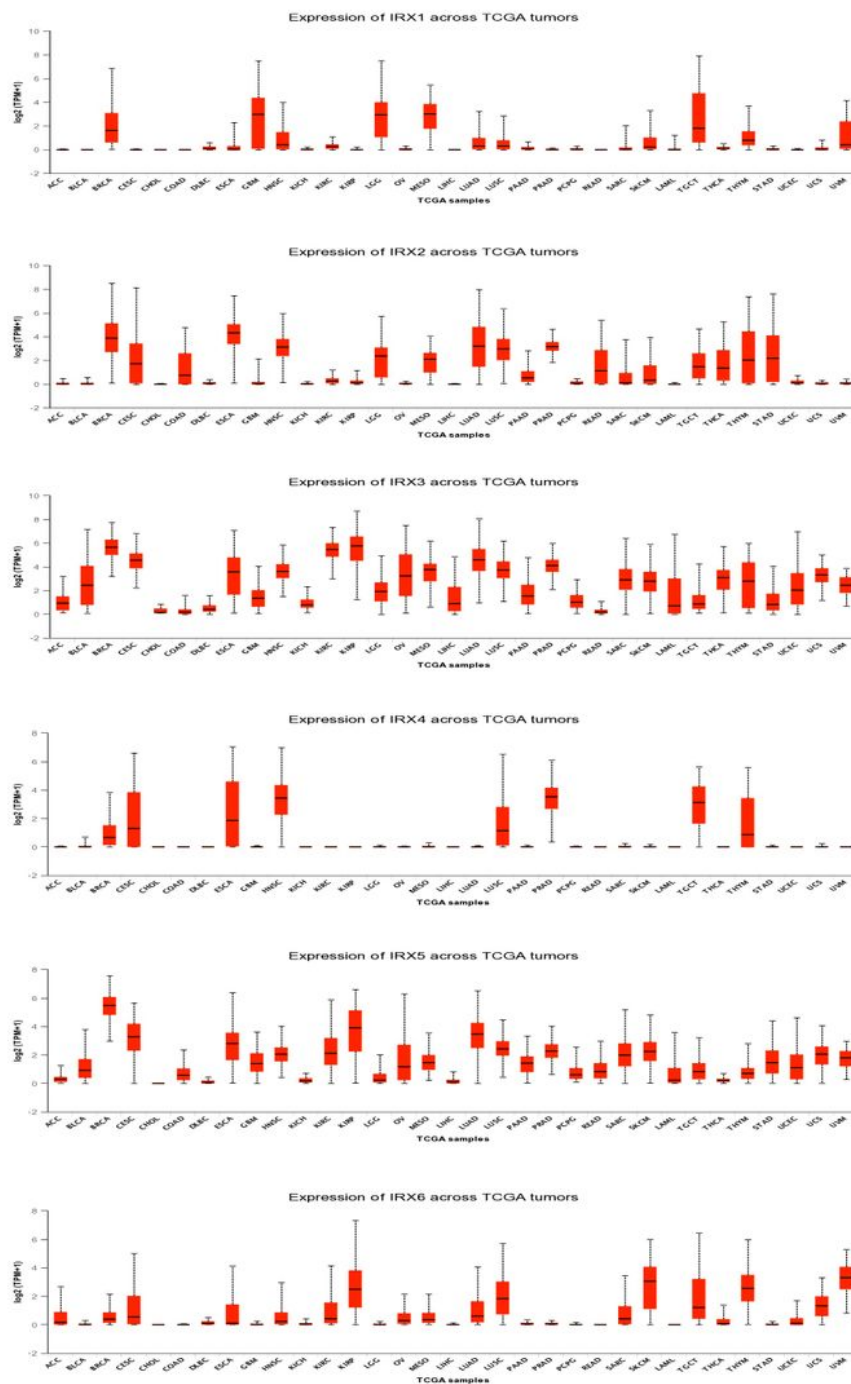 Expression of IRX1 across TCGA tumors
log2 (TPM+1)
10
8
6
4
2
0
-2
ACC BLCA BRCA CESC CHOL COAD DLBC ESCA GBM HNSC KICH KIRC KIRP LGG OV MESO LIHC LUAD LUSC PAAD PRAD PCPG READ SARC SKCM LAML TGCT THCA THYM STAD UCEC UCS UVM
TCGA samples
Expression of IRX2 across TCGA tumors
log2 (TPM+1)
10
8
6
4
2
0
-2
ACC BLCA BRCA CESC CHOL COAD DLBC ESCA GBM HNSC KICH KIRC KIRP LGG OV MESO LIHC LUAD LUSC PAAD PRAD PCPG READ SARC SKCM LAML TGCT THCA THYM STAD UCEC UCS UVM
TCGA samples
Expression of IRX3 across TCGA tumors
log2 (TPM+1)
10
8
6
4
2
0
-2
ACC BLCA BRCA CESC CHOL COAD DLBC ESCA GBM HNSC KICH KIRC KIRP LGG OV MESO LIHC LUAD LUSC PAAD PRAD PCPG READ SARC SKCM LAML TGCT THCA THYM STAD UCEC UCS UVM
TCGA samples
Expression of IRX4 across TCGA tumors
log2 (TPM+1)
8
6
4
2
0
-2
ACC BLCA BRCA CESC CHOL COAD DLBC ESCA GBM HNSC KICH KIRC KIRP LGG OV MESO LIHC LUAD LUSC PAAD PRAD PCPG READ SARC SKCM LAML TGCT THCA THYM STAD UCEC UCS UVM
TCGA samples
Expression of IRX5 across TCGA tumors
log2 (TPM+1)
8
6
4
2
0
-2
ACC BLCA BRCA CESC CHOL COAD DLBC ESCA GBM HNSC KICH KIRC KIRP LGG OV MESO LIHC LUAD LUSC PAAD PRAD PCPG READ SARC SKCM LAML TGCT THCA THYM STAD UCEC UCS UVM
TCGA samples
Expression of IRX6 across TCGA tumors
log2 (TPM+1)
8
6
4
2
0
-2
ACC BLCA BRCA CESC CHOL COAD DLBC ESCA GBM HNSC KICH KIRC KIRP LGG OV MESO LIHC LUAD LUSC PAAD PRAD PCPG READ SARC SKCM LAML TGCT THCA THYM STAD UCEC UCS UVM
TCGA samples